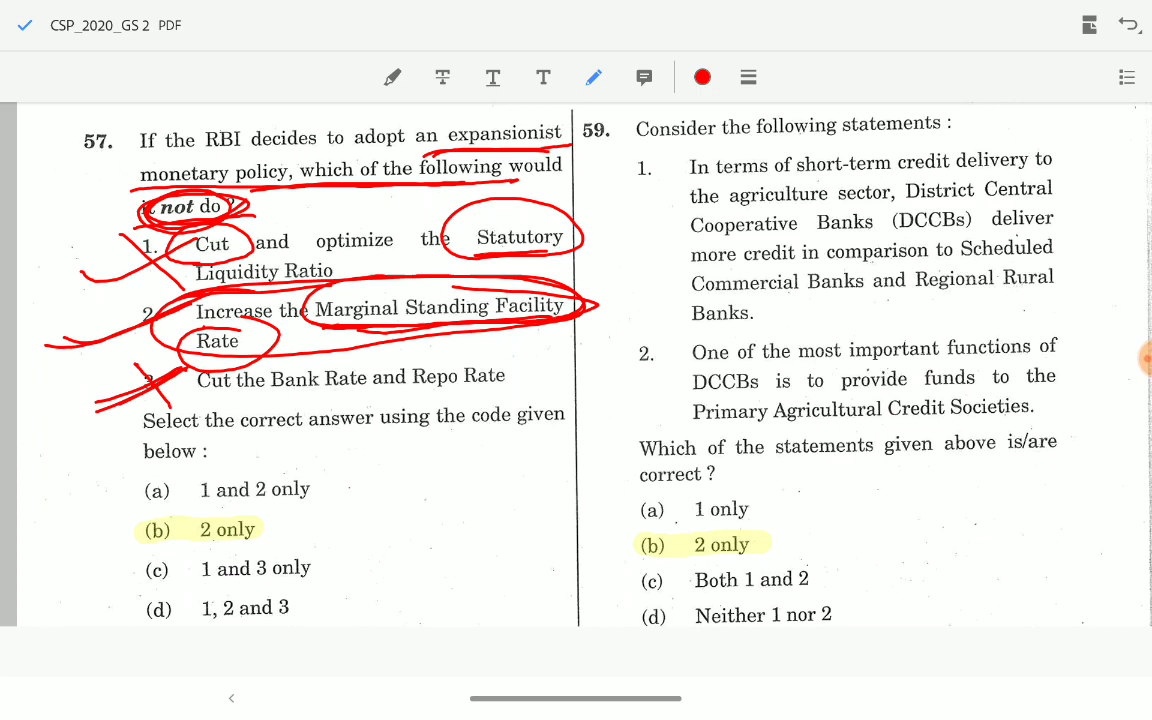 CSP_2020_GS 2 PDF
57. If the RBI decides to adopt an expansionist
monetary policy, which of the following would
it not do ?
1. Cut and optimize the Statutory
Liquidity Ratio
2. Increase the Marginal Standing Facility
Rate
3. Cut the Bank Rate and Repo Rate
Select the correct answer using the code given
below :
(a) 1 and 2 only
(b) 2 only
(c) 1 and 3 only
(d) 1, 2 and 3
59. Consider the following statements :
1. In terms of short-term credit delivery to
the agriculture sector, District Central
Cooperative Banks (DCCBs) deliver
more credit in comparison to Scheduled
Commercial Banks and Regional Rural
Banks.
2. One of the most important functions of
DCCBs is to provide funds to the
Primary Agricultural Credit Societies.
Which of the statements given above is/are
correct ?
(a) 1 only
(b) 2 only
(c) Both 1 and 2
(d) Neither 1 nor 2